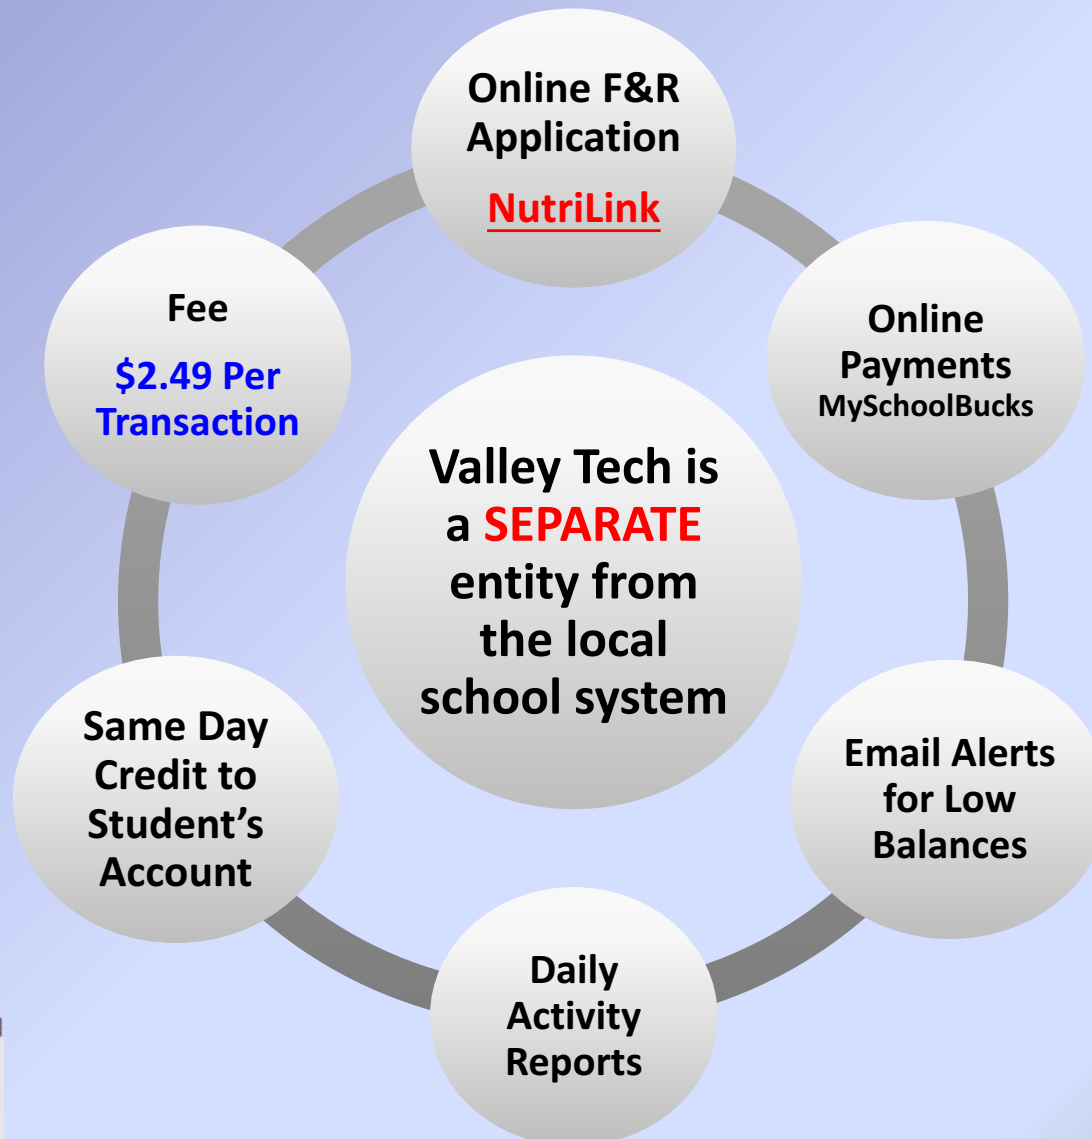 Online F&R
Application
NutriLink
Online
Payments
MySchoolBucks
Email Alerts
for Low
Balances
Daily
Activity
Reports
Same Day
Credit to
Student’s
Account
Fee
$2.49 Per
Transaction
Valley Tech is
a SEPARATE
entity from
the local
school system